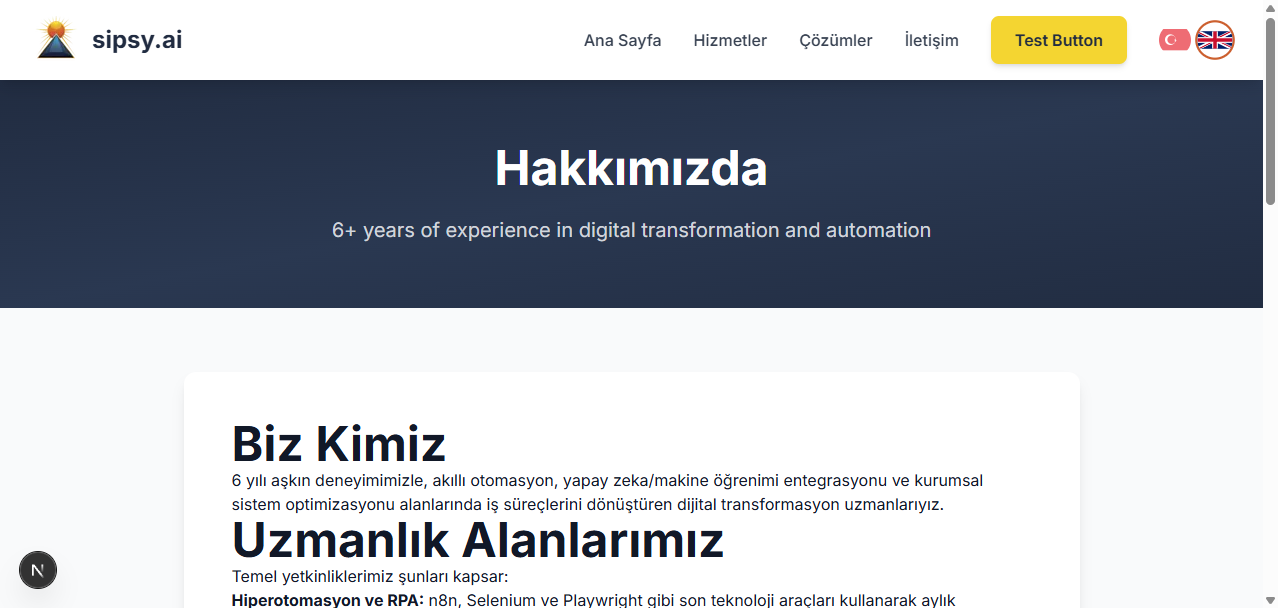 sipsy.ai
Ana Sayfa
Hizmetler
Çözümler
İletişim
Test Button
Hakkımızda
6+ years of experience in digital transformation and automation
Biz Kimiz
6 yılı aşkın deneyimimizle, akıllı otomasyon, yapay zeka/makine öğrenimi entegrasyonu ve kurumsal
sistem optimizasyonu alanlarında iş süreçlerini dönüştüren dijital transformasyon uzmanlarıyız.
Uzmanlık Alanlarımız
Temel yetkinliklerimiz şunları kapsar:
Hiperotomasyon ve RPA: n8n, Selenium ve Playwright gibi son teknoloji araçları kullanarak aylık
N